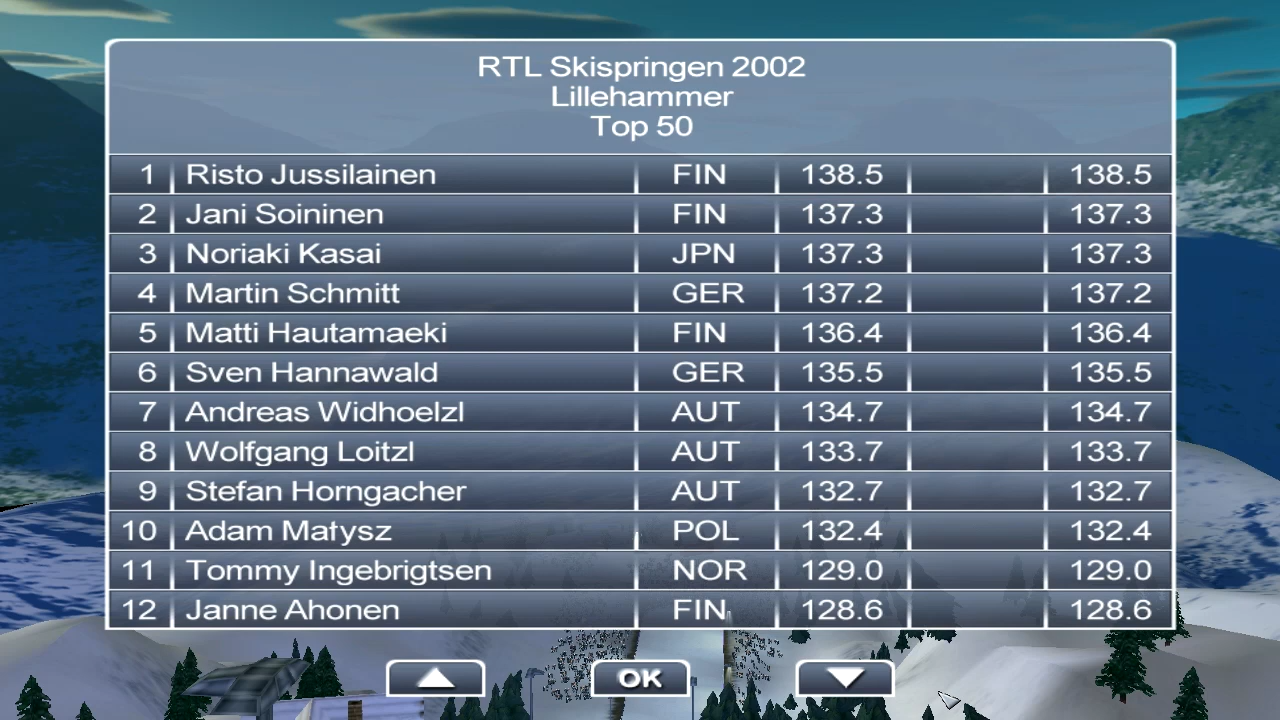 RTL Skispringen 2002
Lillehammer
Top 50
1 Risto Jussilainen FIN 138.5 138.5
2 Jani Soininen FIN 137.3 137.3
3 Noriaki Kasai JPN 137.3 137.3
4 Martin Schmitt GER 137.2 137.2
5 Matti Hautamaeki FIN 136.4 136.4
6 Sven Hannawald GER 135.5 135.5
7 Andreas Widhoelzl AUT 134.7 134.7
8 Wolfgang Loitzl AUT 133.7 133.7
9 Stefan Horngacher AUT 132.7 132.7
10 Adam Małysz POL 132.4 132.4
11 Tommy Ingebrigtsen NOR 129.0 129.0
12 Janne Ahonen FIN 128.6 128.6
OK